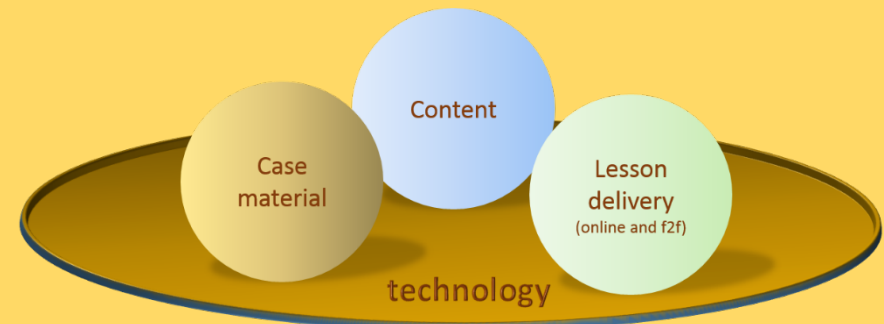 Content
Case
material
Lesson
delivery
(online and f2f)
technology